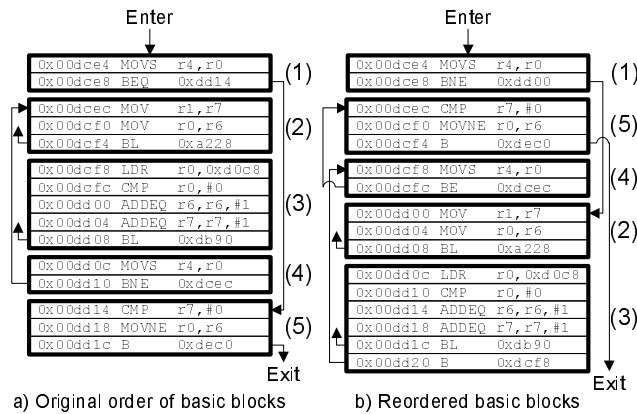 Enter
0x00dce4 MOVS r4,r0
0x00dce8 BEQ 0xdd14
(1)
0x00dcec MOV r1,r7
0x00dcf0 MOV r0,r6
0x00dcf4 BL 0xa228
(2)
0x00dcf8 LDR r0,0xd0c8
0x00dcfc CMP r0,#0
0x00dd00 ADDEQ r6,r6,#1
0x00dd04 ADDEQ r7,r7,#1
0x00dd08 BL 0xdb90
(3)
0x00dd0c MOVS r4,r0
0x00dd10 BNE 0xdcec
(4)
0x00dd14 CMP r7,#0
0x00dd18 MOVNE r0,r6
0x00dd1c B 0xdec0
(5)
Exit
a) Original order of basic blocks
Enter
0x00dce4 MOVS r4,r0
0x00dce8 BNE 0xdd00
(1)
0x00dcec CMP r7,#0
0x00dcf0 MOVNE r0,r6
0x00dcf4 B 0xdec0
(5)
0x00dcf8 MOVS r4,r0
0x00dcfc BE 0xdcec
(4)
0x00dd00 MOV r1,r7
0x00dd04 MOV r0,r6
0x00dd08 BL 0xa228
(2)
0x00dd0c LDR r0,0xd0c8
0x00dd10 CMP r0,#0
0x00dd14 ADDEQ r6,r6,#1
0x00dd18 ADDEQ r7,r7,#1
0x00dd1c BL 0xdb90
0x00dd20 B 0xdcf8
(3)
Exit
b) Reordered basic blocks